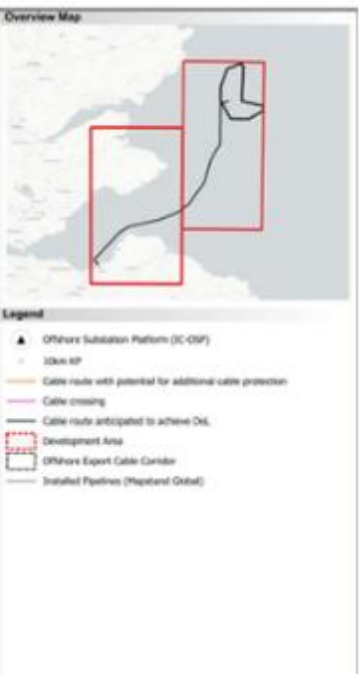 Overview Map
Legend
Offshore Substation Platform (IC-OSP)
10km KP
Cable route with potential for additional cable protection
Cable crossing
Cable route anticipated to achieve DoL
Development Area
Offshore Export Cable Corridor
Installed Pipelines (Mapstand Global)